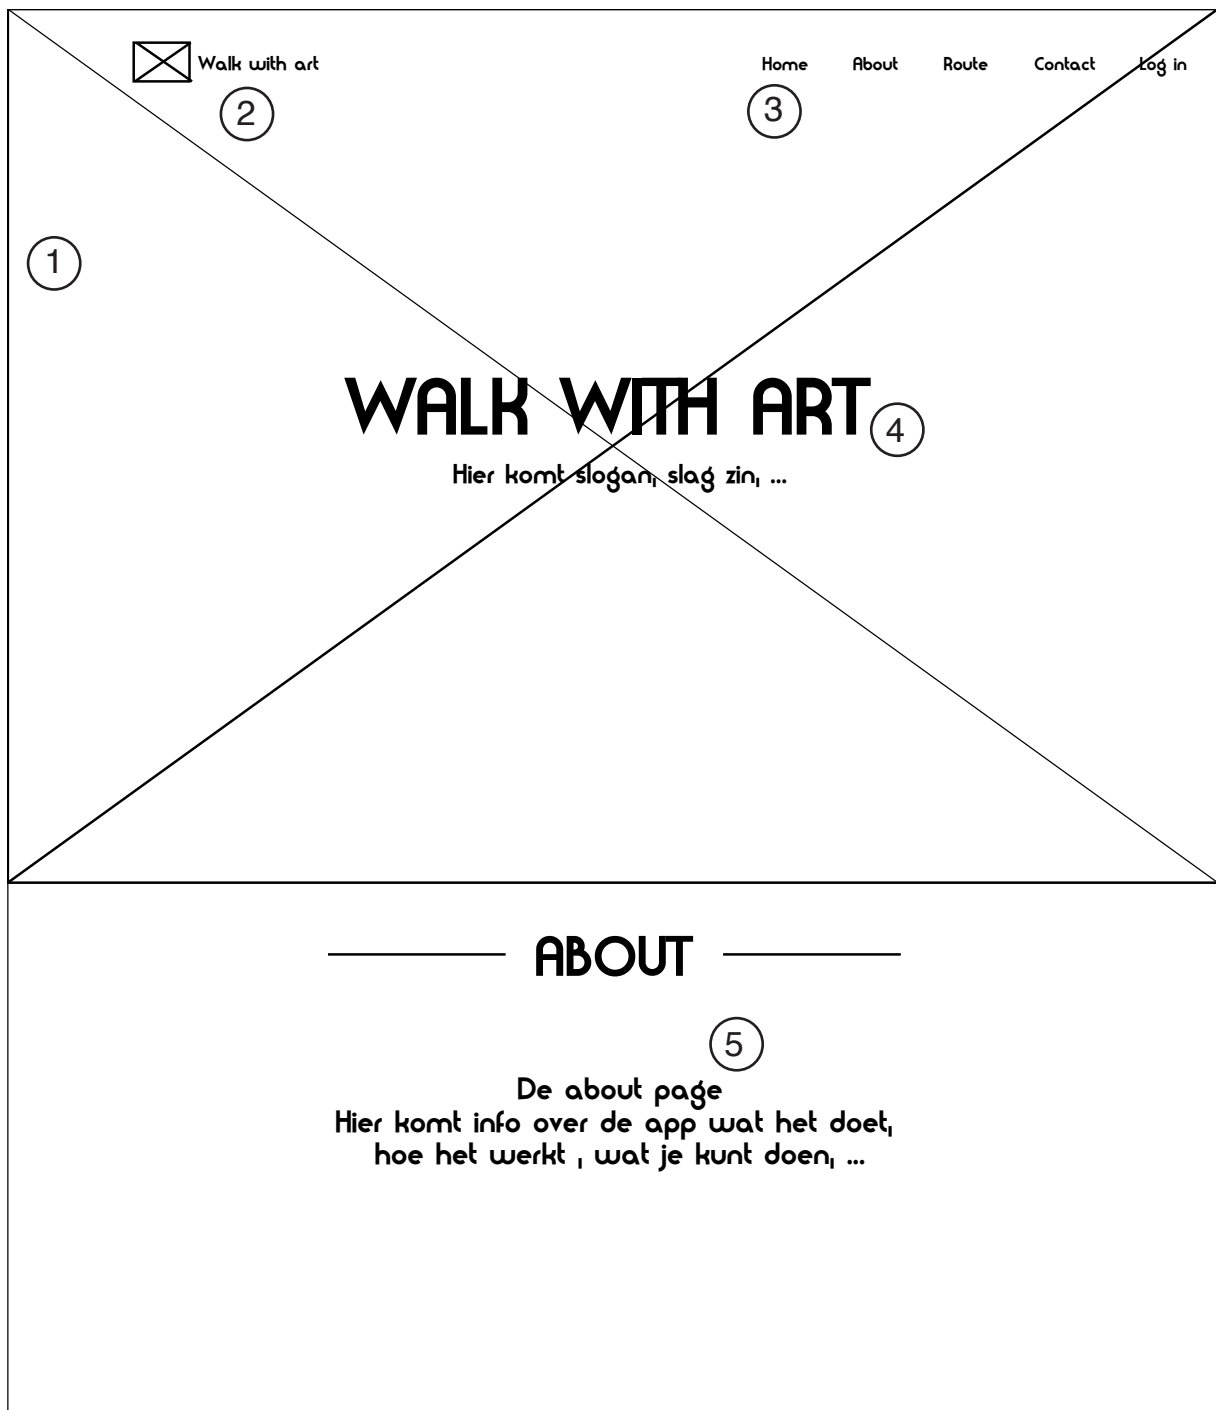 Walk with art Home About Route Contact Log in
2 3
1
WALK WITH ART 4
Hier komt slogan, slag zin, ...
ABOUT
5
De about page
Hier komt info over de app wat het doet,
hoe het werkt , wat je kunt doen, ...